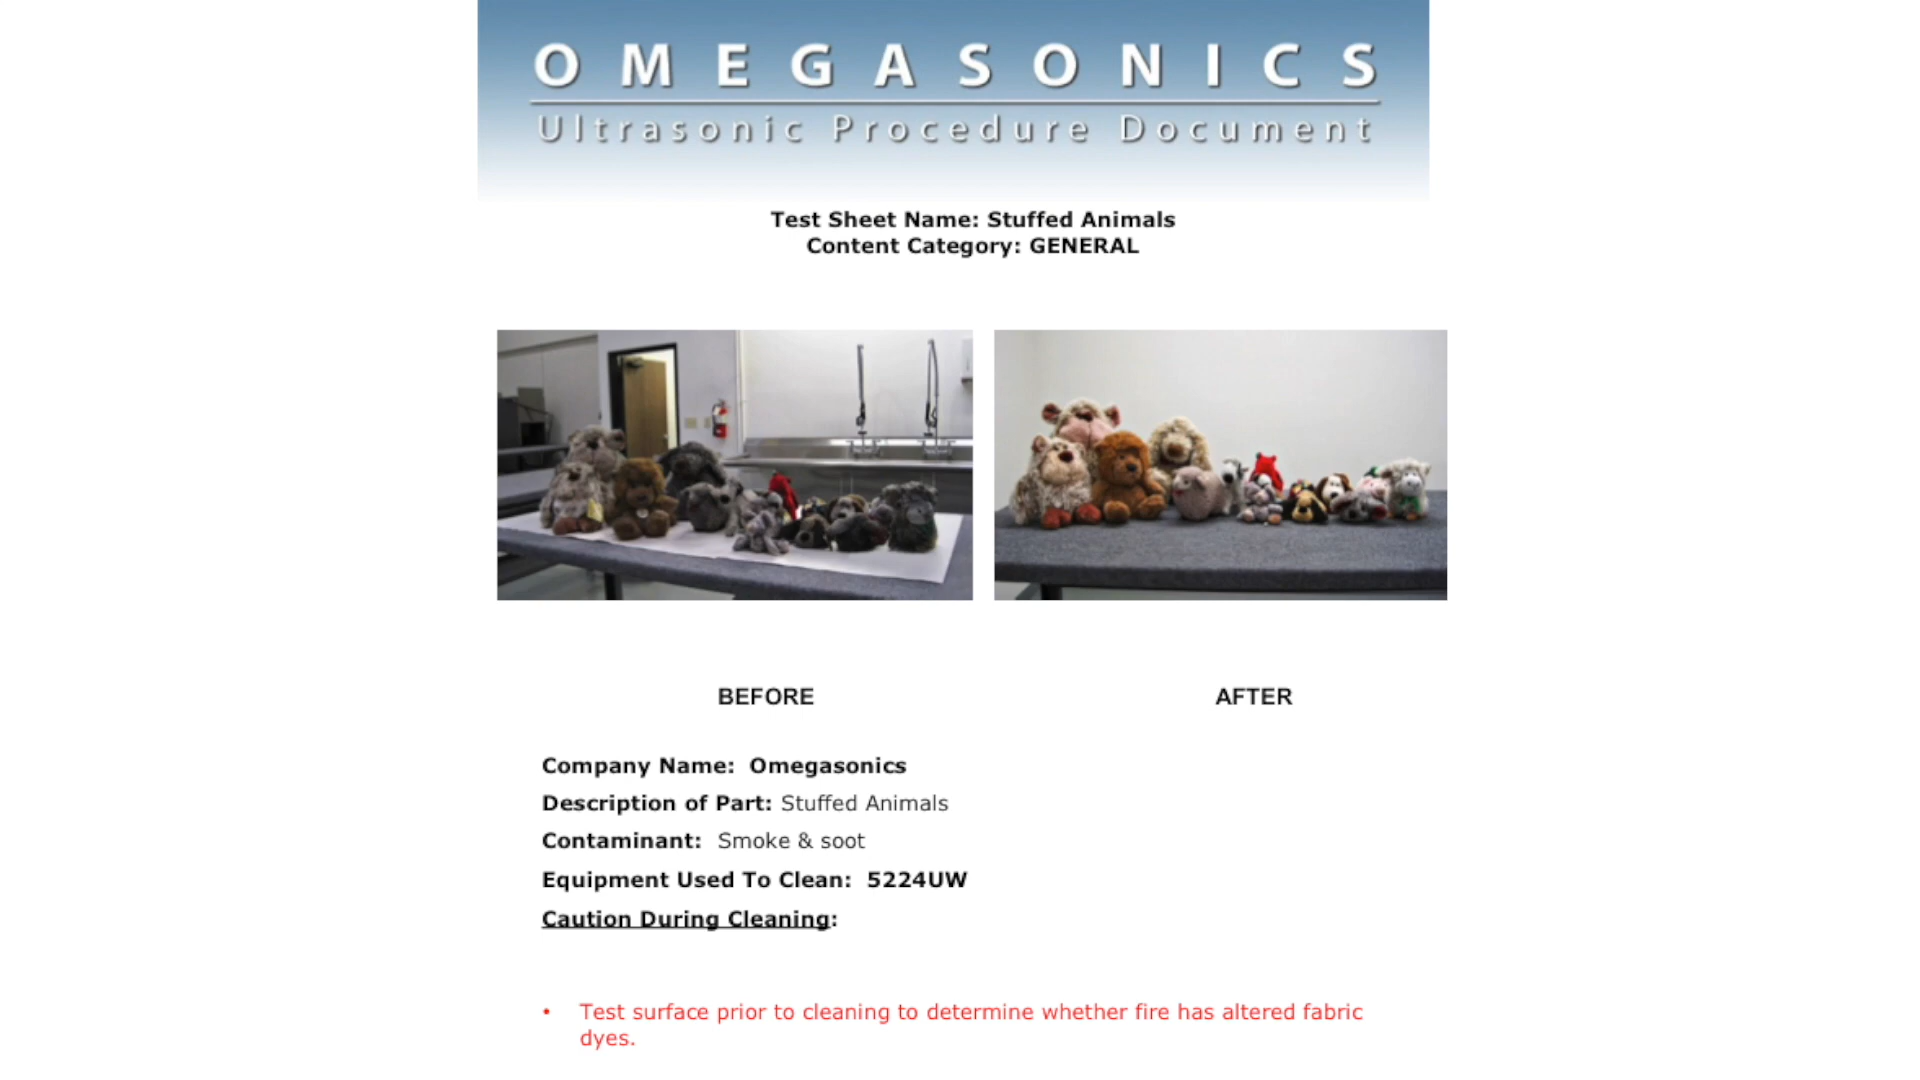 OMEGASONICS
Ultrasonic Procedure Document
Test Sheet Name: Stuffed Animals
Content Category: GENERAL
BEFORE
AFTER
Company Name: Omegasonics
Description of Part: Stuffed Animals
Contaminant: Smoke & soot
Equipment Used To Clean: 5224UW
Caution During Cleaning:
• Test surface prior to cleaning to determine whether fire has altered fabric
dyes.